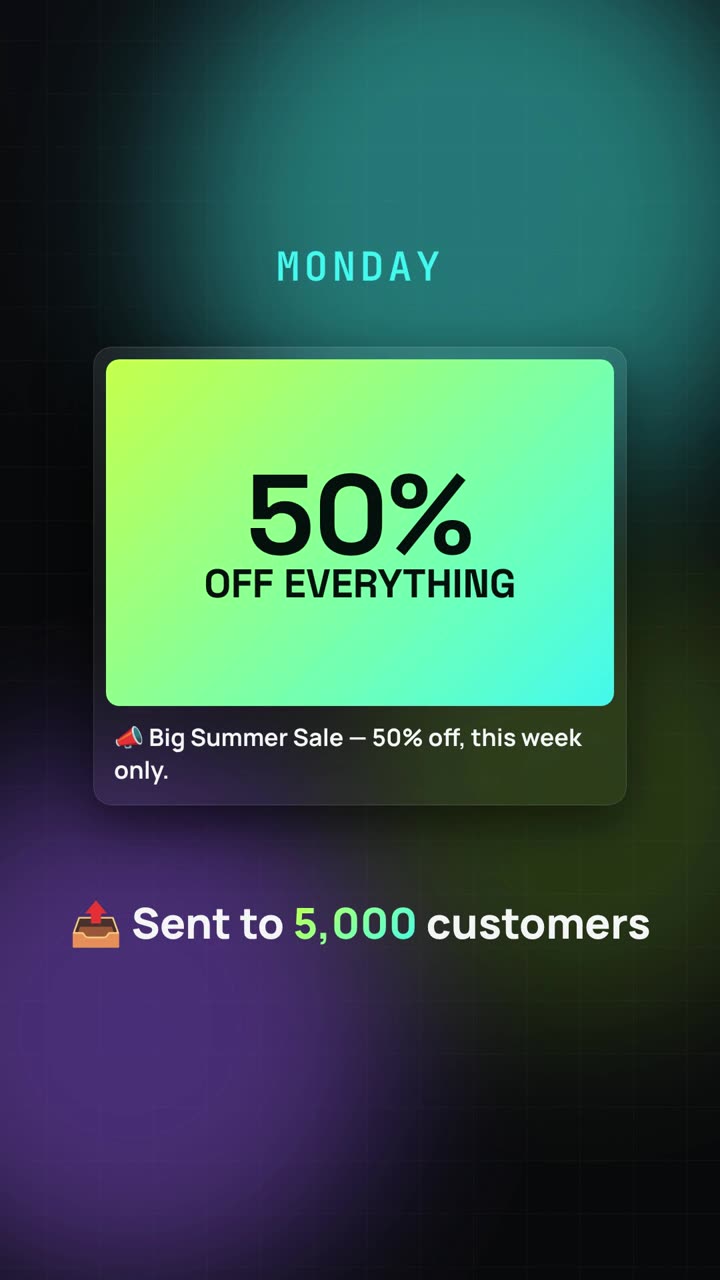 MONDAY
50%
OFF EVERYTHING
📣 Big Summer Sale — 50% off, this week
only.
📤 Sent to 5,000 customers